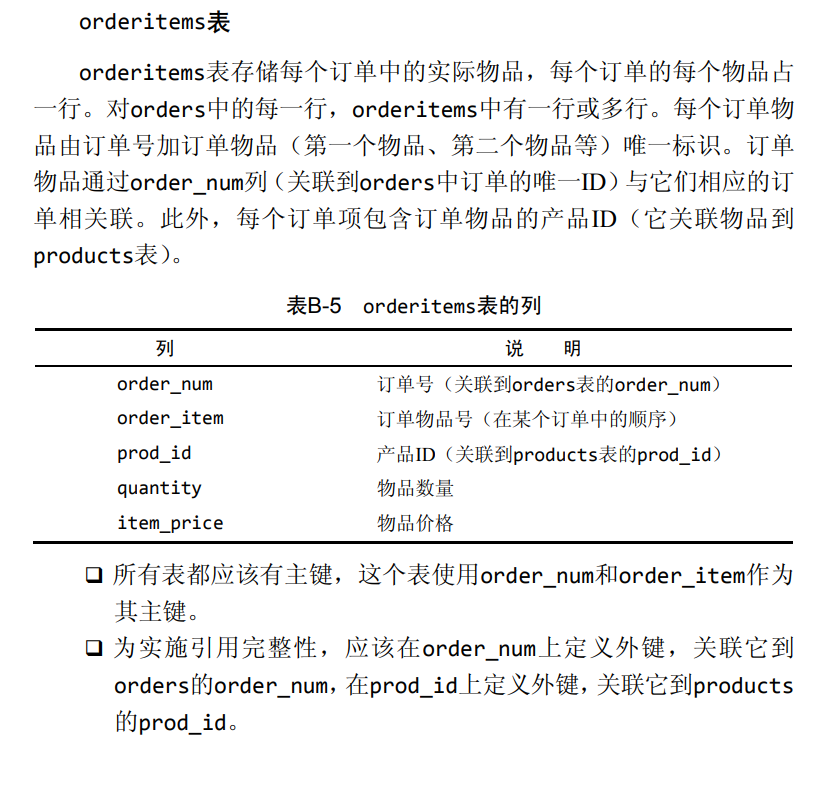 orderitems表
orderitems表存储每个订单中的实际物品，每个订单的每个物品占
一行。对orders中的每一行，orderitems中有一行或多行。每个订单物
品由订单号加订单物品（第一个物品、第二个物品等）唯一标识。订单
物品通过order_num列（关联到orders中订单的唯一ID）与它们相应的订
单相关联。此外，每个订单项包含订单物品的产品ID（它关联物品到
products表）。
表B-5 orderitems表的列
列 说 明
order_num 订单号（关联到orders表的order_num）
order_item 订单物品号（在某个订单中的顺序）
prod_id 产品ID（关联到products表的prod_id）
quantity 物品数量
item_price 物品价格
❑ 所有表都应该有主键，这个表使用order_num和order_item作为
其主键。
❑ 为实施引用完整性，应该在order_num上定义外键，关联它到
orders的order_num，在prod_id上定义外键，关联它到products
的prod_id。